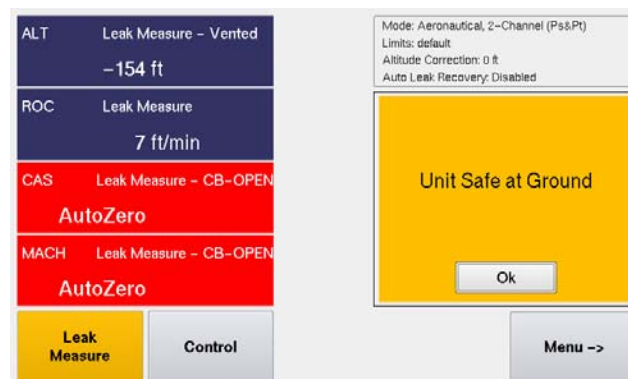 ALT Leak Measure - Vented
-154 ft
ROC Leak Measure
7 ft/min
CAS Leak Measure - CB-OPEN
AutoZero
MACH Leak Measure - CB-OPEN
AutoZero
Leak
Measure
Control
Mode: Aeronautical, 2-Channel (Ps&Pt)
Limits: default
Altitude Correction: 0 ft
Auto Leak Recovery: Disabled
Unit Safe at Ground
Ok
Menu ->